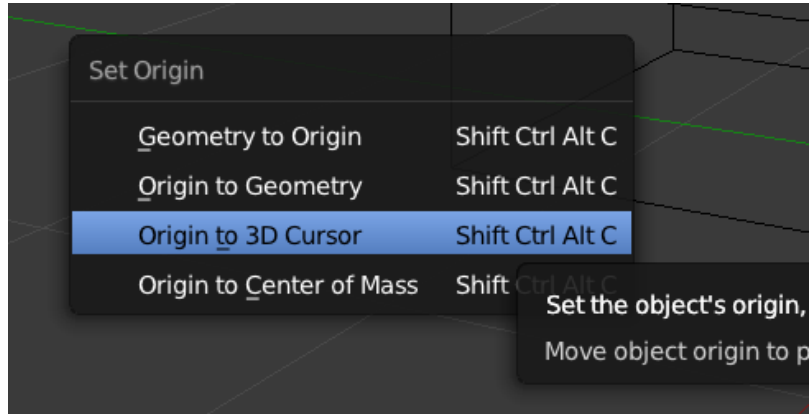 Set Origin
Geometry to Origin Shift Ctrl Alt C
Origin to Geometry Shift Ctrl Alt C
Origin to 3D Cursor Shift Ctrl Alt C
Origin to Center of Mass Shift Ctrl Alt C
Set the object's origin,
Move object origin to p